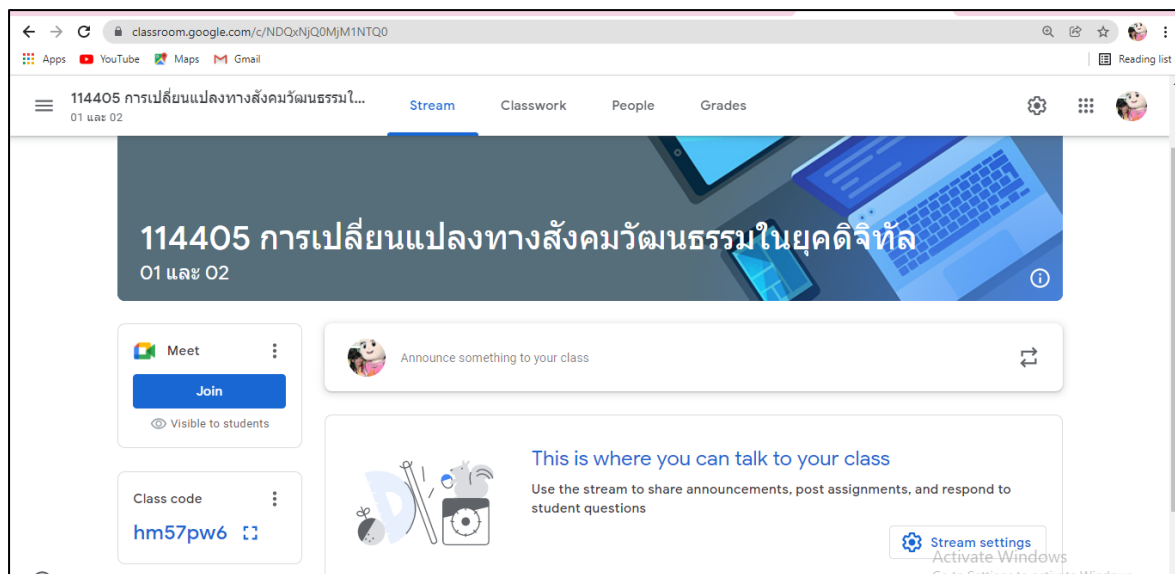 classroom.google.com/c/NDQxNjQ0MjM1NTQ0
Apps YouTube Maps Gmail Reading list
114405 การเปลี่ยนแปลงทางสังคมวัฒนธรรมใ...
01 และ 02
Stream Classwork People Grades
114405 การเปลี่ยนแปลงทางสังคมวัฒนธรรมในยุคดิจิทัล
01 และ 02
Meet
Join
Visible to students
Announce something to your class
Class code
hm57pw6
This is where you can talk to your class
Use the stream to share announcements, post assignments, and respond to
student questions
Stream settings
Activate Windows